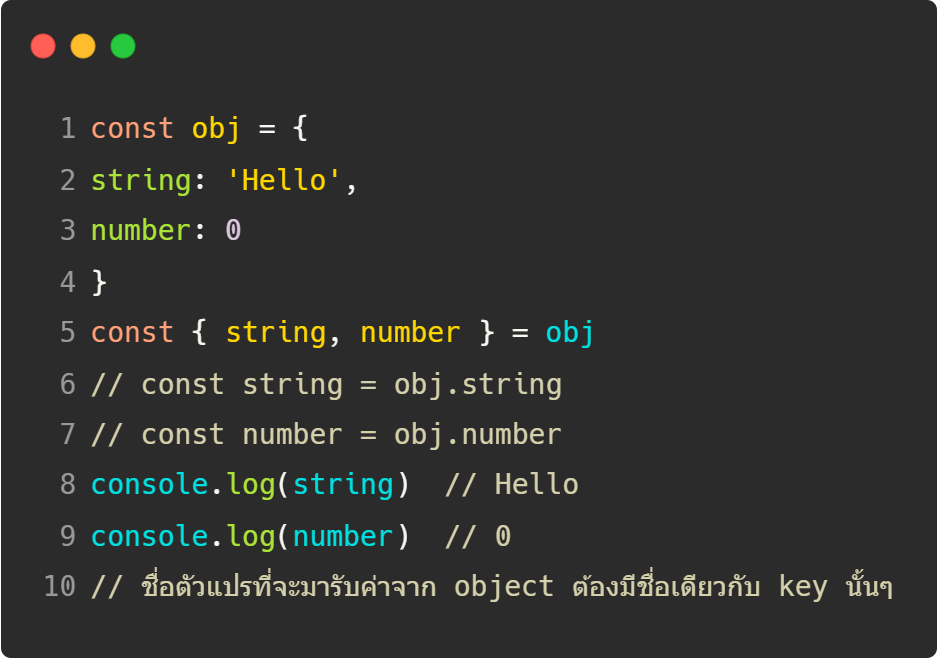 1 const obj = {
2 string: 'Hello',
3 number: 0
4 }
5 const { string, number } = obj
6 // const string = obj.string
7 // const number = obj.number
8 console.log(string)  // Hello
9 console.log(number)  // 0
10 // ชื่อตัวแปรที่จะมารับค่าจาก object ต้องมีชื่อเดียวกับ key นั้นๆ